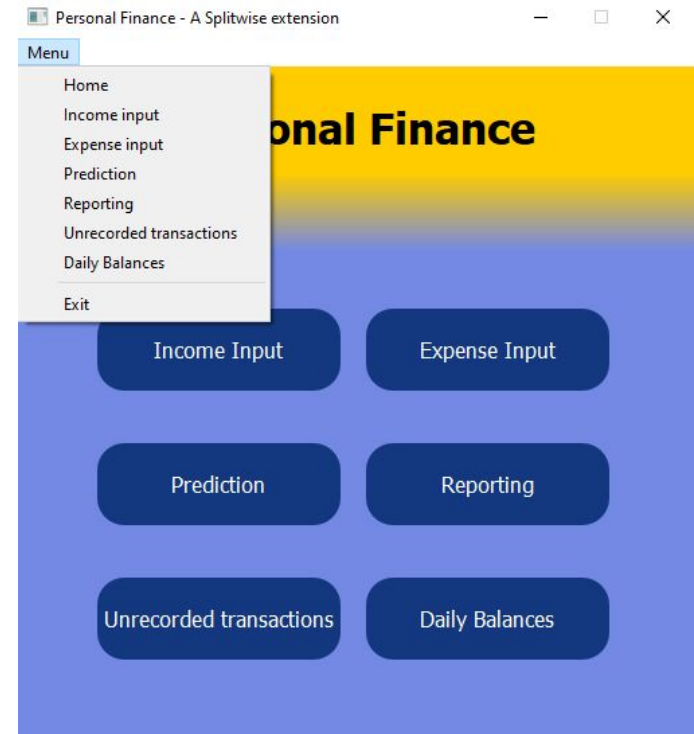 Personal Finance - A Splitwise extension
Menu
Home
Income input
Expense input
Prediction
Reporting
Unrecorded transactions
Daily Balances
Exit
onal Finance
Income Input
Expense Input
Prediction
Reporting
Unrecorded transactions
Daily Balances